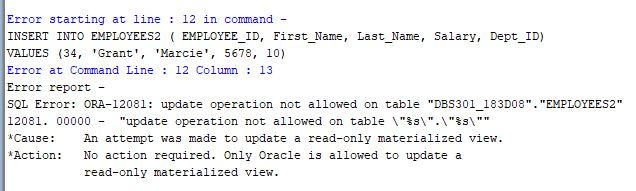 Error starting at line : 12 in command -
INSERT INTO EMPLOYEES2 ( EMPLOYEE_ID, First_Name, Last_Name, Salary, Dept_ID)
VALUES (34, 'Grant', 'Marcie', 5678, 10)
Error at Command Line : 12 Column : 13
Error report -
SQL Error: ORA-12081: update operation not allowed on table "DBS301_183D08"."EMPLOYEES2"
12081. 00000 -  "update operation not allowed on table \"%s\".\"%s\""
*Cause:    An attempt was made to update a read-only materialized view.
*Action:   No action required. Only Oracle is allowed to update a
           read-only materialized view.